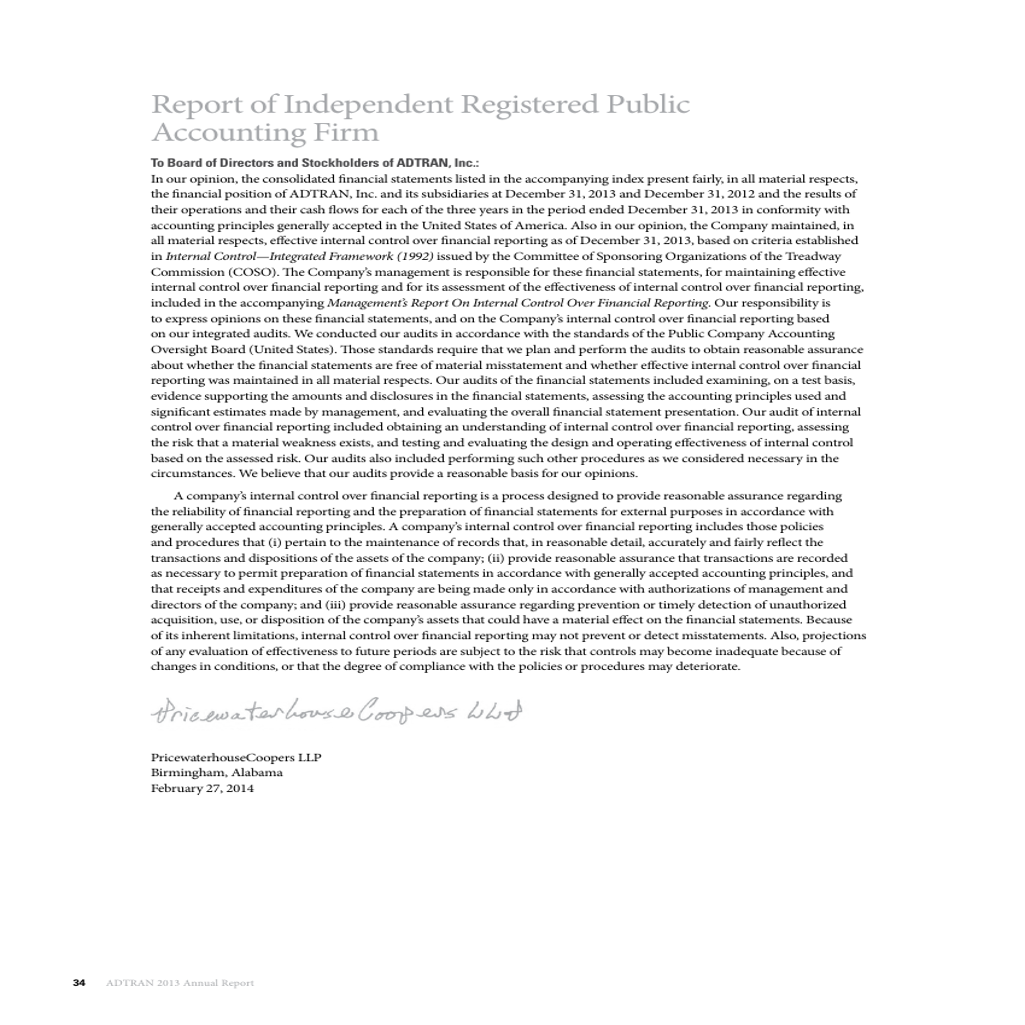 Report of Independent Registered Public
Accounting Firm
To Board of Directors and Stockholders of ADTRAN, Inc.:
In our opinion, the consolidated financial statements listed in the accompanying index present fairly, in all material respects,
the financial position of ADTRAN, Inc. and its subsidiaries at December 31, 2013 and December 31, 2012 and the results of
their operations and their cash flows for each of the three years in the period ended December 31, 2013 in conformity with
accounting principles generally accepted in the United States of America. Also in our opinion, the Company maintained, in
all material respects, effective internal control over financial reporting as of December 31, 2013, based on criteria established
in Internal Control—Integrated Framework (1992) issued by the Committee of Sponsoring Organizations of the Treadway
Commission (COSO). The Company's management is responsible for these financial statements, for maintaining effective
internal control over financial reporting and for its assessment of the effectiveness of internal control over financial reporting,
included in the accompanying Management's Report On Internal Control Over Financial Reporting. Our responsibility is
to express opinions on these financial statements, and on the Company's internal control over financial reporting based
on our integrated audits. We conducted our audits in accordance with the standards of the Public Company Accounting
Oversight Board (United States). Those standards require that we plan and perform the audits to obtain reasonable assurance
about whether the financial statements are free of material misstatement and whether effective internal control over financial
reporting was maintained in all material respects. Our audits of the financial statements included examining, on a test basis,
evidence supporting the amounts and disclosures in the financial statements, assessing the accounting principles used and
significant estimates made by management, and evaluating the overall financial statement presentation. Our audit of internal
control over financial reporting included obtaining an understanding of internal control over financial reporting, assessing
the risk that a material weakness exists, and testing and evaluating the design and operating effectiveness of internal control
based on the assessed risk. Our audits also included performing such other procedures as we considered necessary in the
circumstances. We believe that our audits provide a reasonable basis for our opinions.
A company's internal control over financial reporting is a process designed to provide reasonable assurance regarding
the reliability of financial reporting and the preparation of financial statements for external purposes in accordance with
generally accepted accounting principles. A company's internal control over financial reporting includes those policies
and procedures that (i) pertain to the maintenance of records that, in reasonable detail, accurately and fairly reflect the
transactions and dispositions of the assets of the company; (ii) provide reasonable assurance that transactions are recorded
as necessary to permit preparation of financial statements in accordance with generally accepted accounting principles, and
that receipts and expenditures of the company are being made only in accordance with authorizations of management and
directors of the company; and (iii) provide reasonable assurance regarding prevention or timely detection of unauthorized
acquisition, use, or disposition of the company's assets that could have a material effect on the financial statements. Because
of its inherent limitations, internal control over financial reporting may not prevent or detect misstatements. Also, projections
of any evaluation of effectiveness to future periods are subject to the risk that controls may become inadequate because of
changes in conditions, or that the degree of compliance with the policies or procedures may deteriorate.
PricewaterhouseCoopers LLP
PricewaterhouseCoopers LLP
Birmingham, Alabama
February 27, 2014
34 ADTRAN 2013 Annual Report